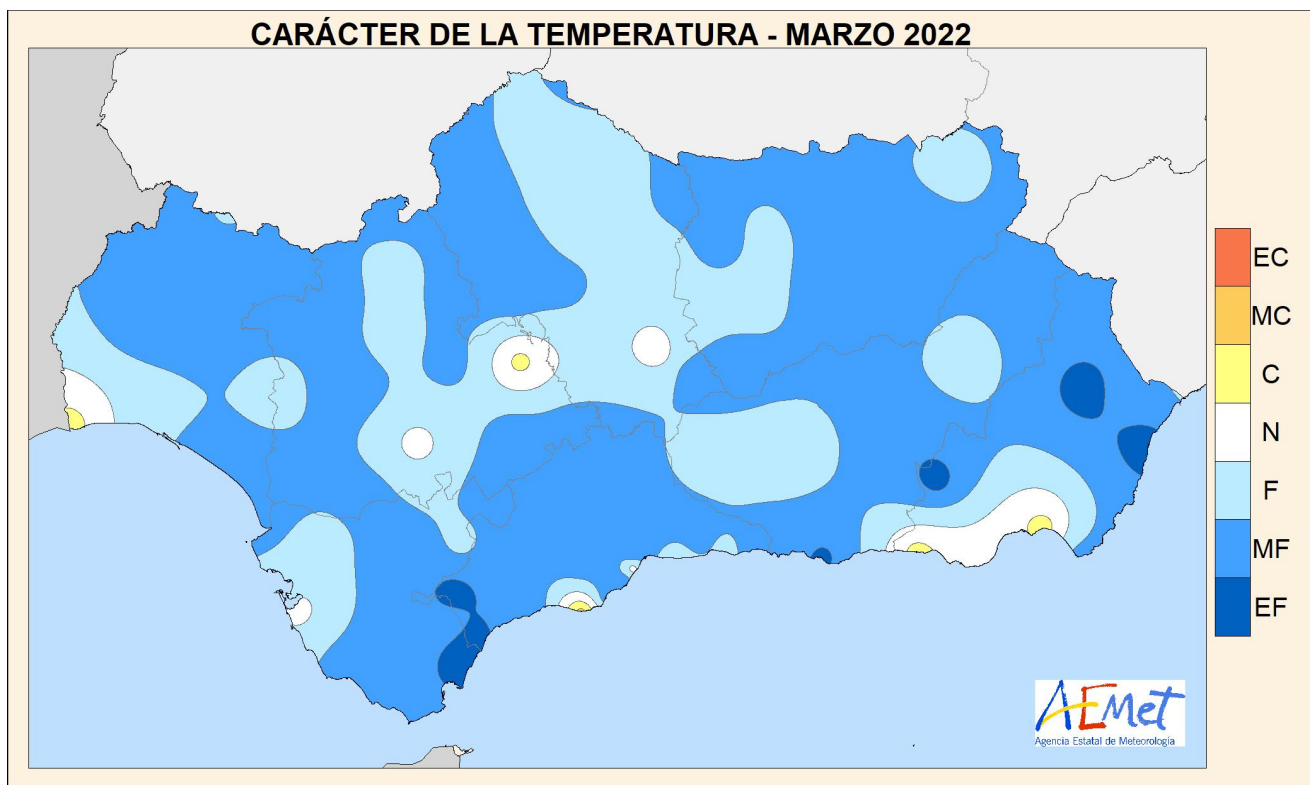 CARÁCTER DE LA TEMPERATURA - MARZO 2022
EC
MC
C
N
F
MF
EF
AEMet
Agencia Estatal de Meteorología